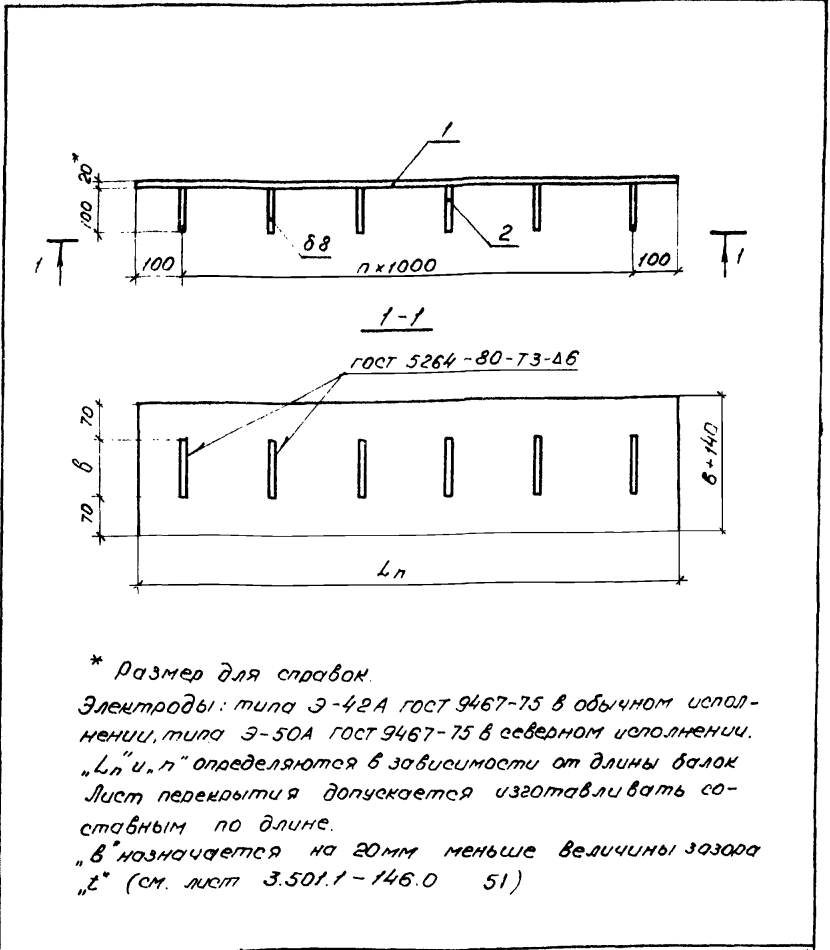 1
20*
100
δ8
2
1
1
100
n×1000
100
1-1
ГОСТ 5264-80-Т3-Δ6
70
в
70
в+140
Lп
* Размер для справок.
Электроды: типа Э-42А ГОСТ 9467-75 в обычном испол-
нении, типа Э-50А ГОСТ 9467-75 в северном исполнении.
„Lп" и „п" определяются в зависимости от длины балок
Лист перекрытия допускается изготавливать со-
ставным по длине.
„в" назначается на 20мм меньше величины зазора
„t" (см. лист 3.501.1-146.0 51)